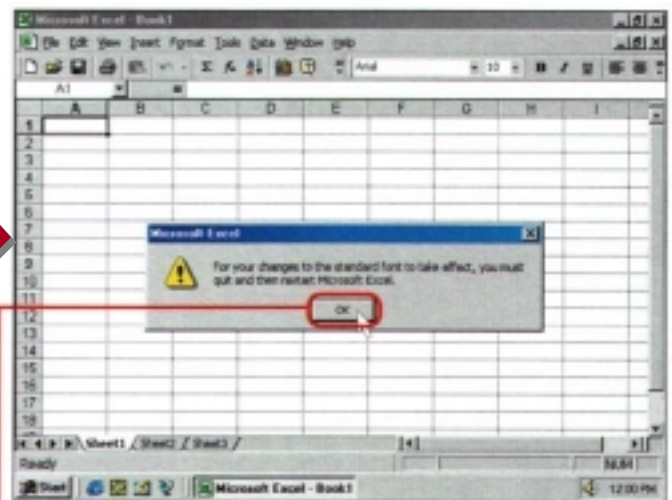 Microsoft Excel - Book1
File Edit View Insert Format Tools Data Window Help
Arial 10 B I U
A1 =
A B C D E F G H I
1
2
3
4
5
6
7
8
9
10
11
12
13
14
15
16
17
18
Microsoft Excel
For your changes to the standard font to take effect, you must
quit and then restart Microsoft Excel.
OK
Sheet1 Sheet2 Sheet3
Ready NUM
Start Microsoft Excel - Book1 12:00 PM